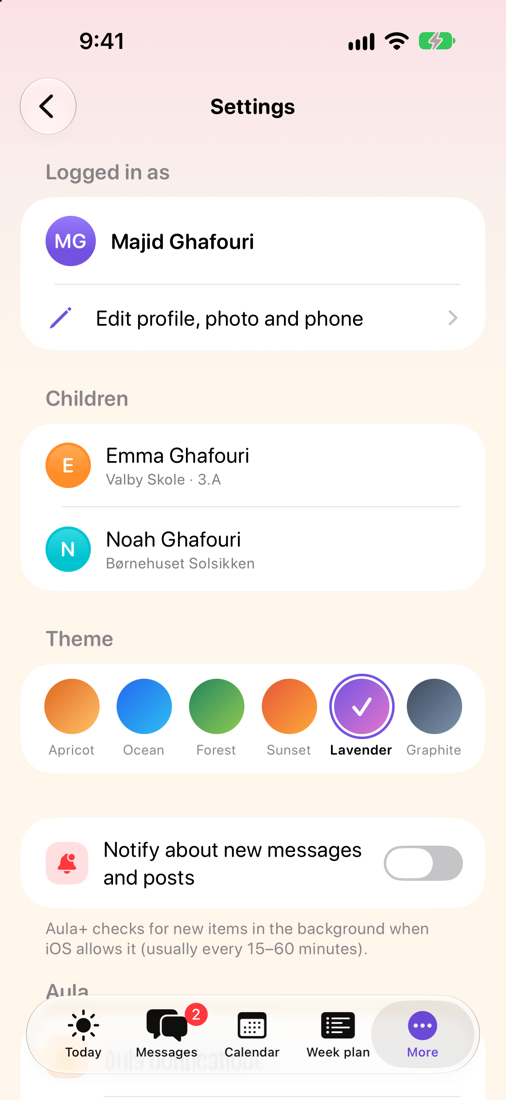 9:41
Settings
Logged in as
MG
Majid Ghafouri
Edit profile, photo and phone
Children
E
Emma Ghafouri
Valby Skole · 3.A
N
Noah Ghafouri
Børnehuset Solsikken
Theme
Apricot Ocean Forest Sunset Lavender Graphite
Notify about new messages
and posts
Aula+ checks for new items in the background when
iOS allows it (usually every 15–60 minutes).
Aula
2
Today Messages Calendar Week plan More